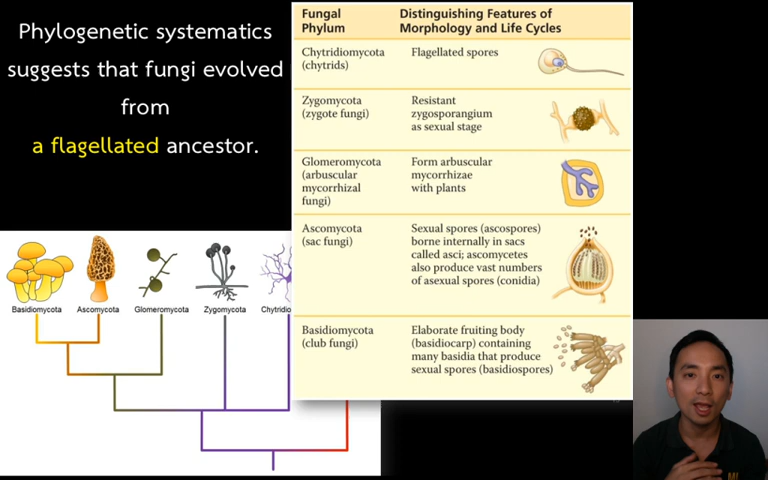 Phylogenetic systematics
suggests that fungi evolved
from
a flagellated ancestor.
Fungal
Phylum
Distinguishing Features of
Morphology and Life Cycles
Chytridiomycota
(chytrids)
Flagellated spores
Zygomycota
(zygote fungi)
Resistant
zygosporangium
as sexual stage
Glomeromycota
(arbuscular
mycorrhizal
fungi)
Form arbuscular
mycorrhizae
with plants
Ascomycota
(sac fungi)
Sexual spores (ascospores)
borne internally in sacs
called asci; ascomycetes
also produce vast numbers
of asexual spores (conidia)
Basidiomycota
(club fungi)
Elaborate fruiting body
(basidiocarp) containing
many basidia that produce
sexual spores (basidiospores)
Basidiomycota
Ascomycota
Glomeromycota
Zygomycota
Chytridio